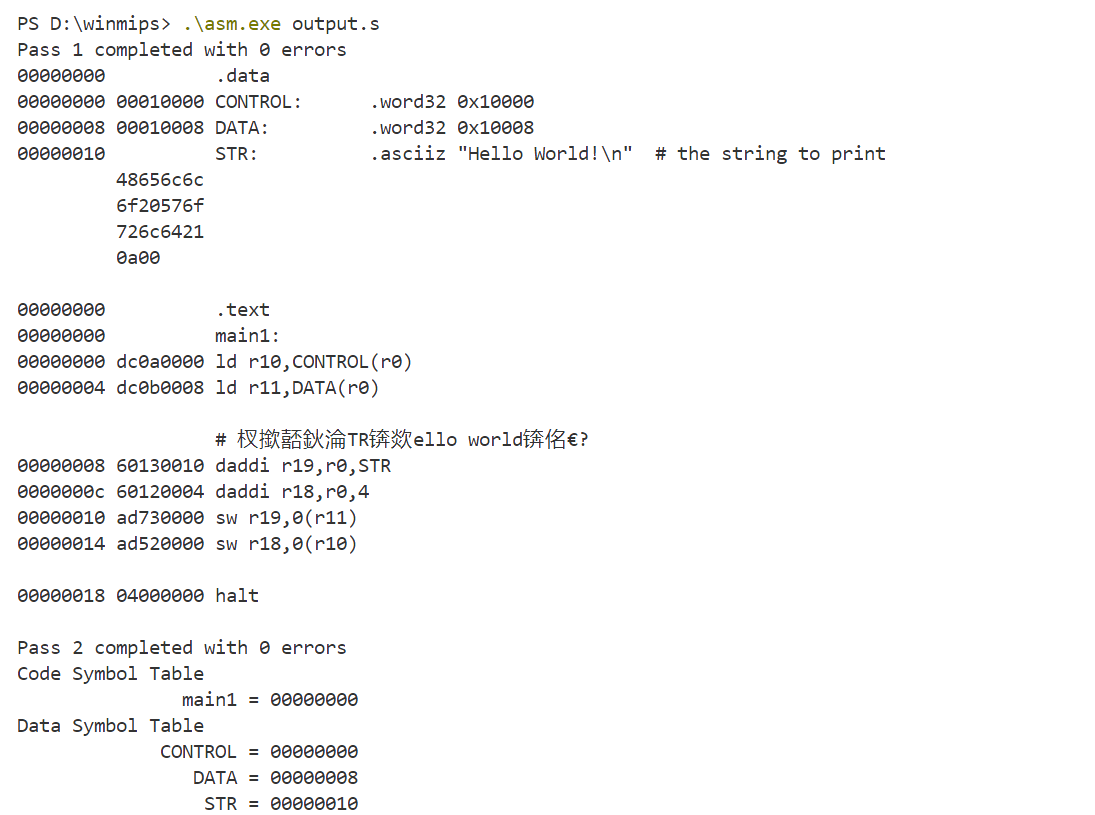 PS D:\winmips> .\asm.exe output.s
Pass 1 completed with 0 errors
00000000          .data
00000000 00010000 CONTROL:      .word32 0x10000
00000008 00010008 DATA:         .word32 0x10008
00000010          STR:          .asciiz "Hello World!\n"  # the string to print
         48656c6c
         6f20576f
         726c6421
         0a00
00000000          .text
00000000          main1:
00000000 dc0a0000 ld r10,CONTROL(r0)
00000004 dc0b0008 ld r11,DATA(r0)
                  # 杈撳嚭鈥淪TR锛歨ello world锛佲€?
00000008 60130010 daddi r19,r0,STR
0000000c 60120004 daddi r18,r0,4
00000010 ad730000 sw r19,0(r11)
00000014 ad520000 sw r18,0(r10)
00000018 04000000 halt
Pass 2 completed with 0 errors
Code Symbol Table
               main1 = 00000000
Data Symbol Table
             CONTROL = 00000000
                DATA = 00000008
                 STR = 00000010